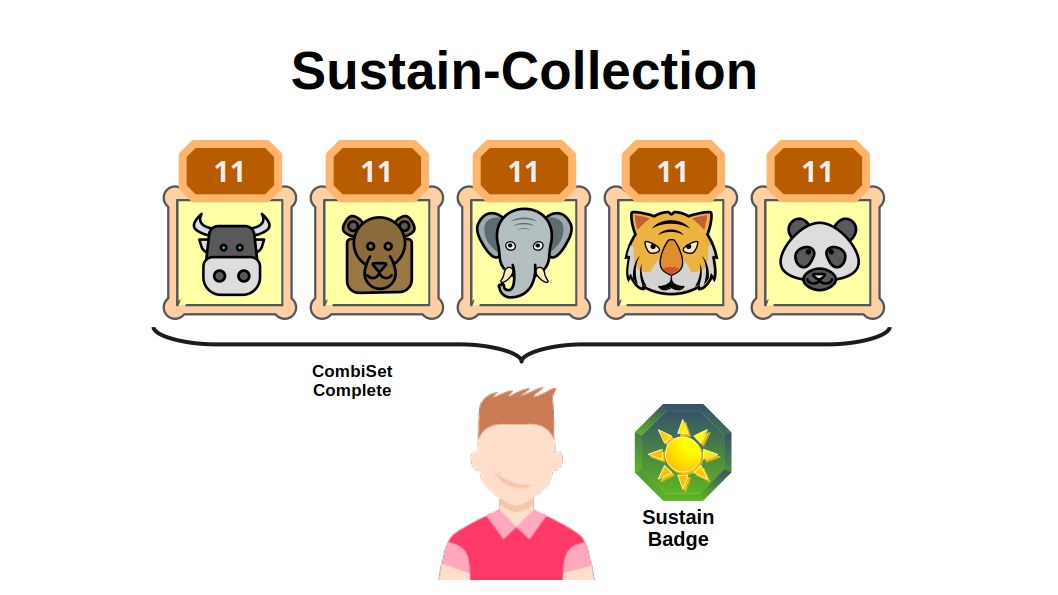 Sustain-Collection
11 11 11 11 11
CombiSet
Complete
Sustain
Badge